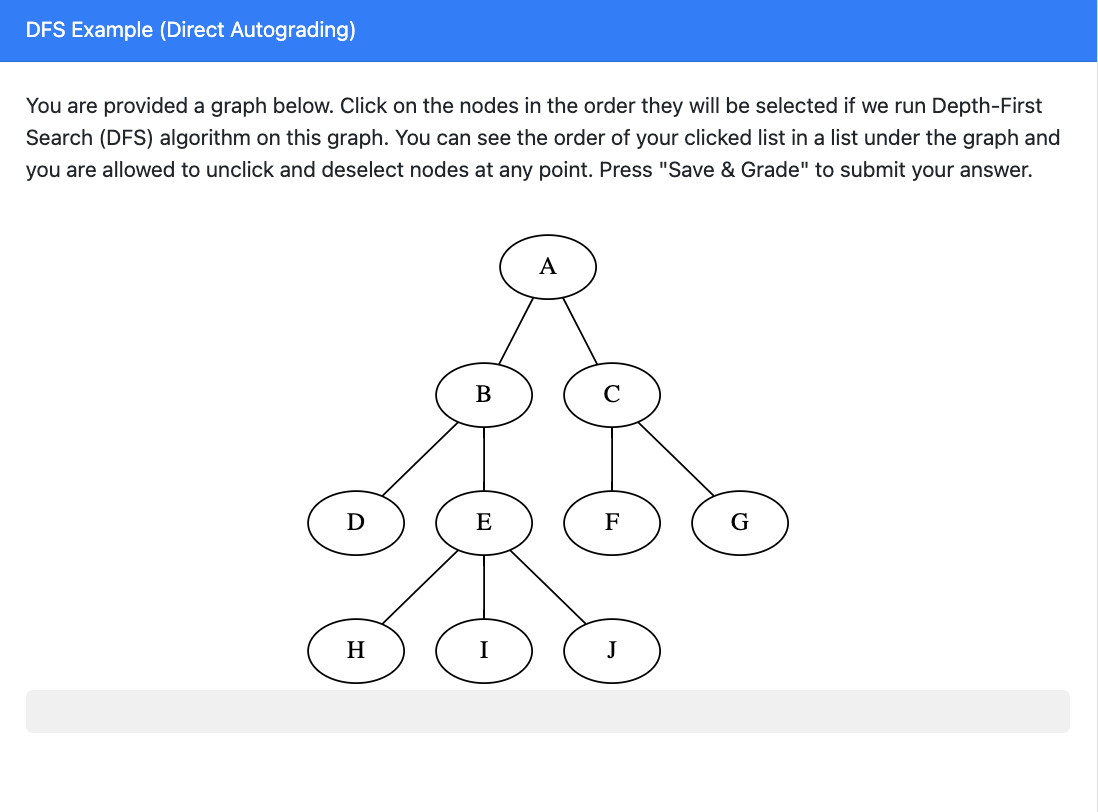 DFS Example (Direct Autograding)
You are provided a graph below. Click on the nodes in the order they will be selected if we run Depth-First
Search (DFS) algorithm on this graph. You can see the order of your clicked list in a list under the graph and
you are allowed to unclick and deselect nodes at any point. Press "Save & Grade" to submit your answer.
A
B C
D E F G
H I J